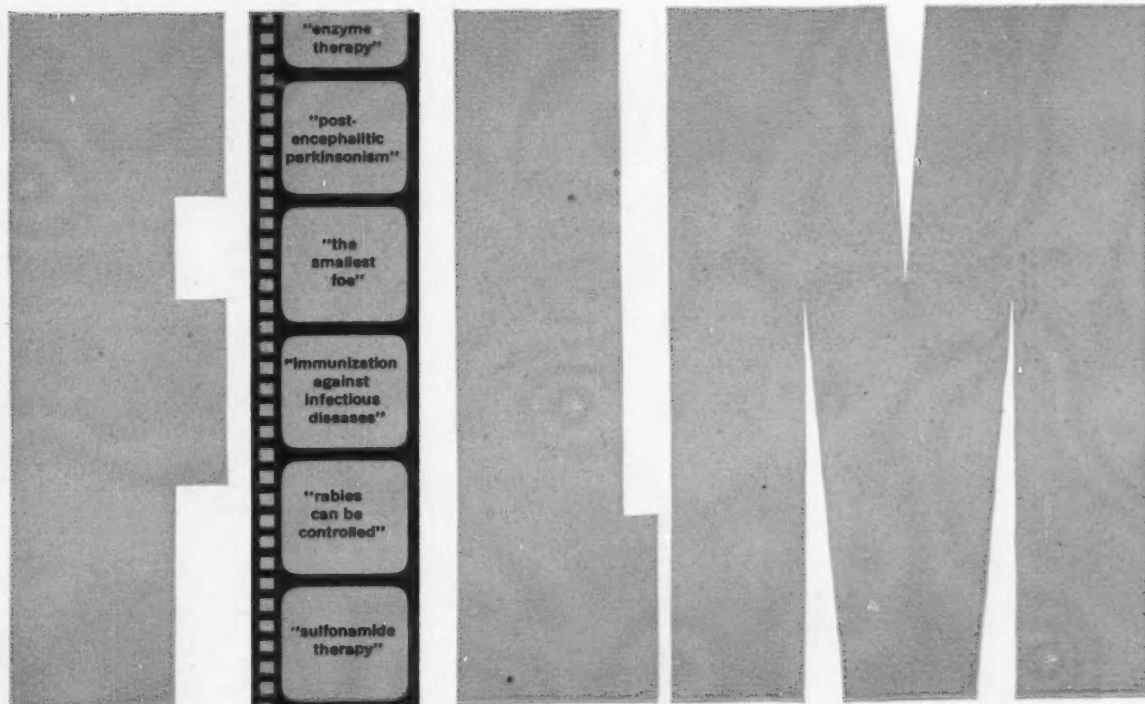 FILM
"enzyme
therapy"
"post-
encephalitic
parkinsonism"
"the
smallest
foe"
"immunization
against
infectious
diseases"
"rabies
can be
controlled"
"sulfonamide
therapy"